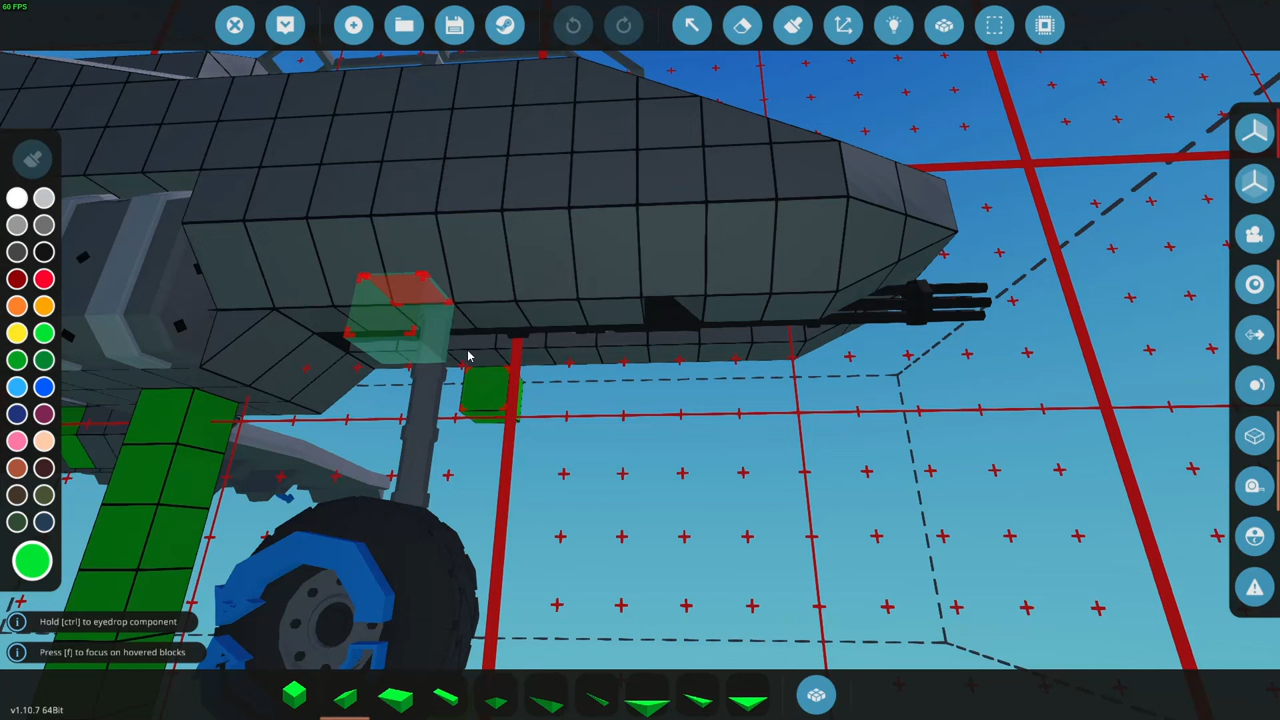 60 FPS
Hold [ctrl] to eyedrop component
Press [f] to focus on hovered blocks
v1.10.7 64Bit